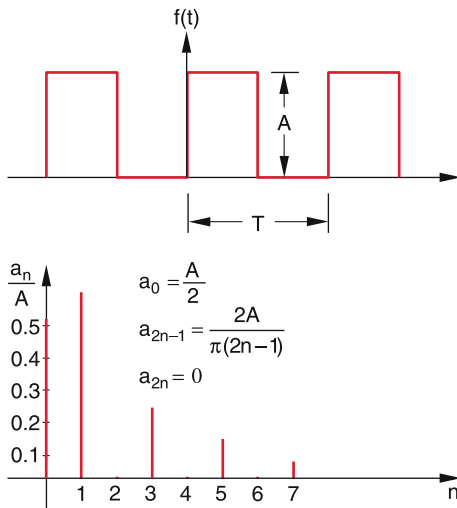 f(t)
A
T
a_n/A
a_0 = A/2
a_{2n–1} = 2A/π(2n–1)
a_{2n} = 0
0.5
0.4
0.3
0.2
0.1
1 2 3 4 5 6 7 n